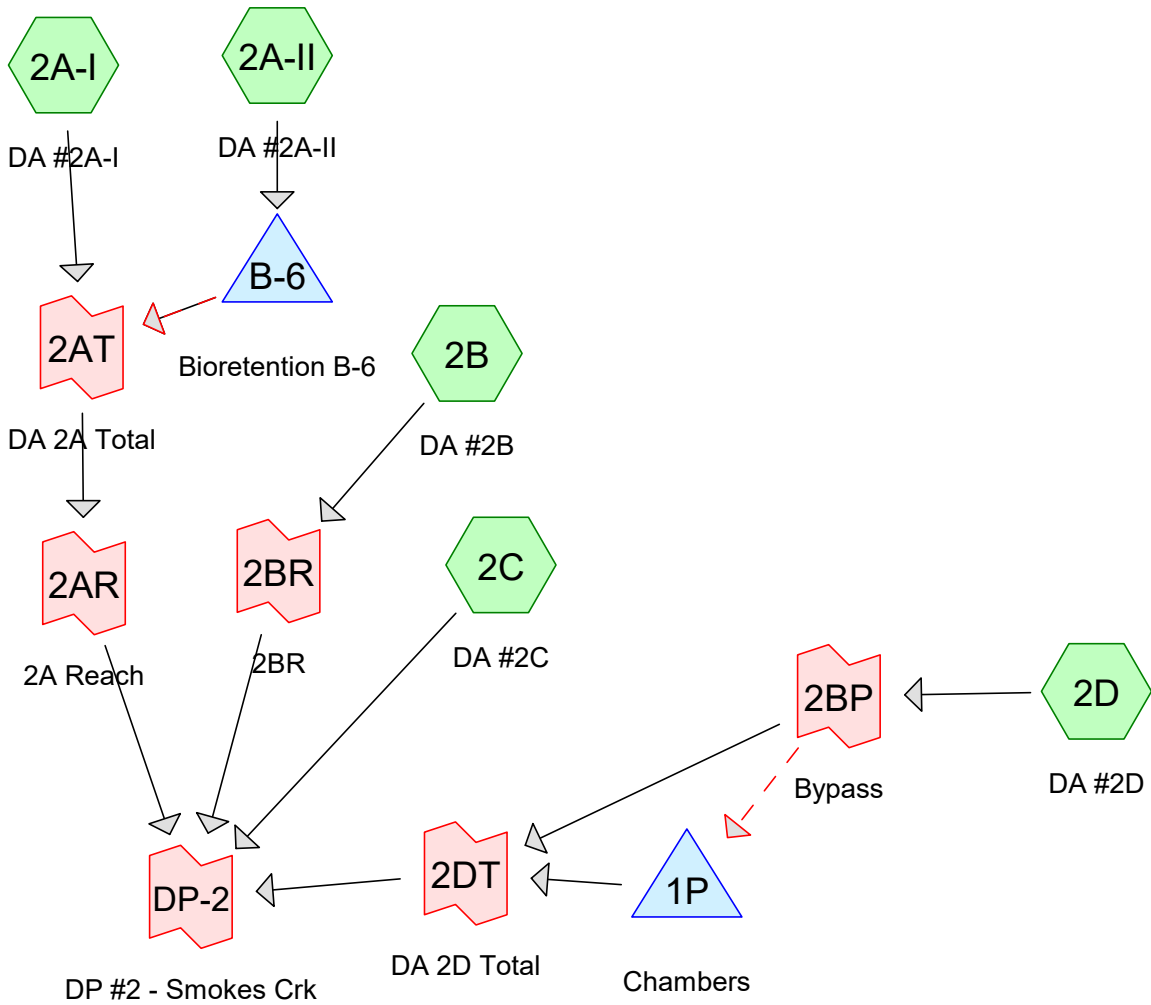 2A-I
2A-II
DA #2A-I
DA #2A-II
B-6
2AT
Bioretention B-6
2B
DA 2A Total
DA #2B
2AR
2BR
2C
2A Reach
2BR
DA #2C
2BP
2D
Bypass
DA #2D
DP-2
2DT
1P
DP #2 - Smokes Crk
DA 2D Total
Chambers